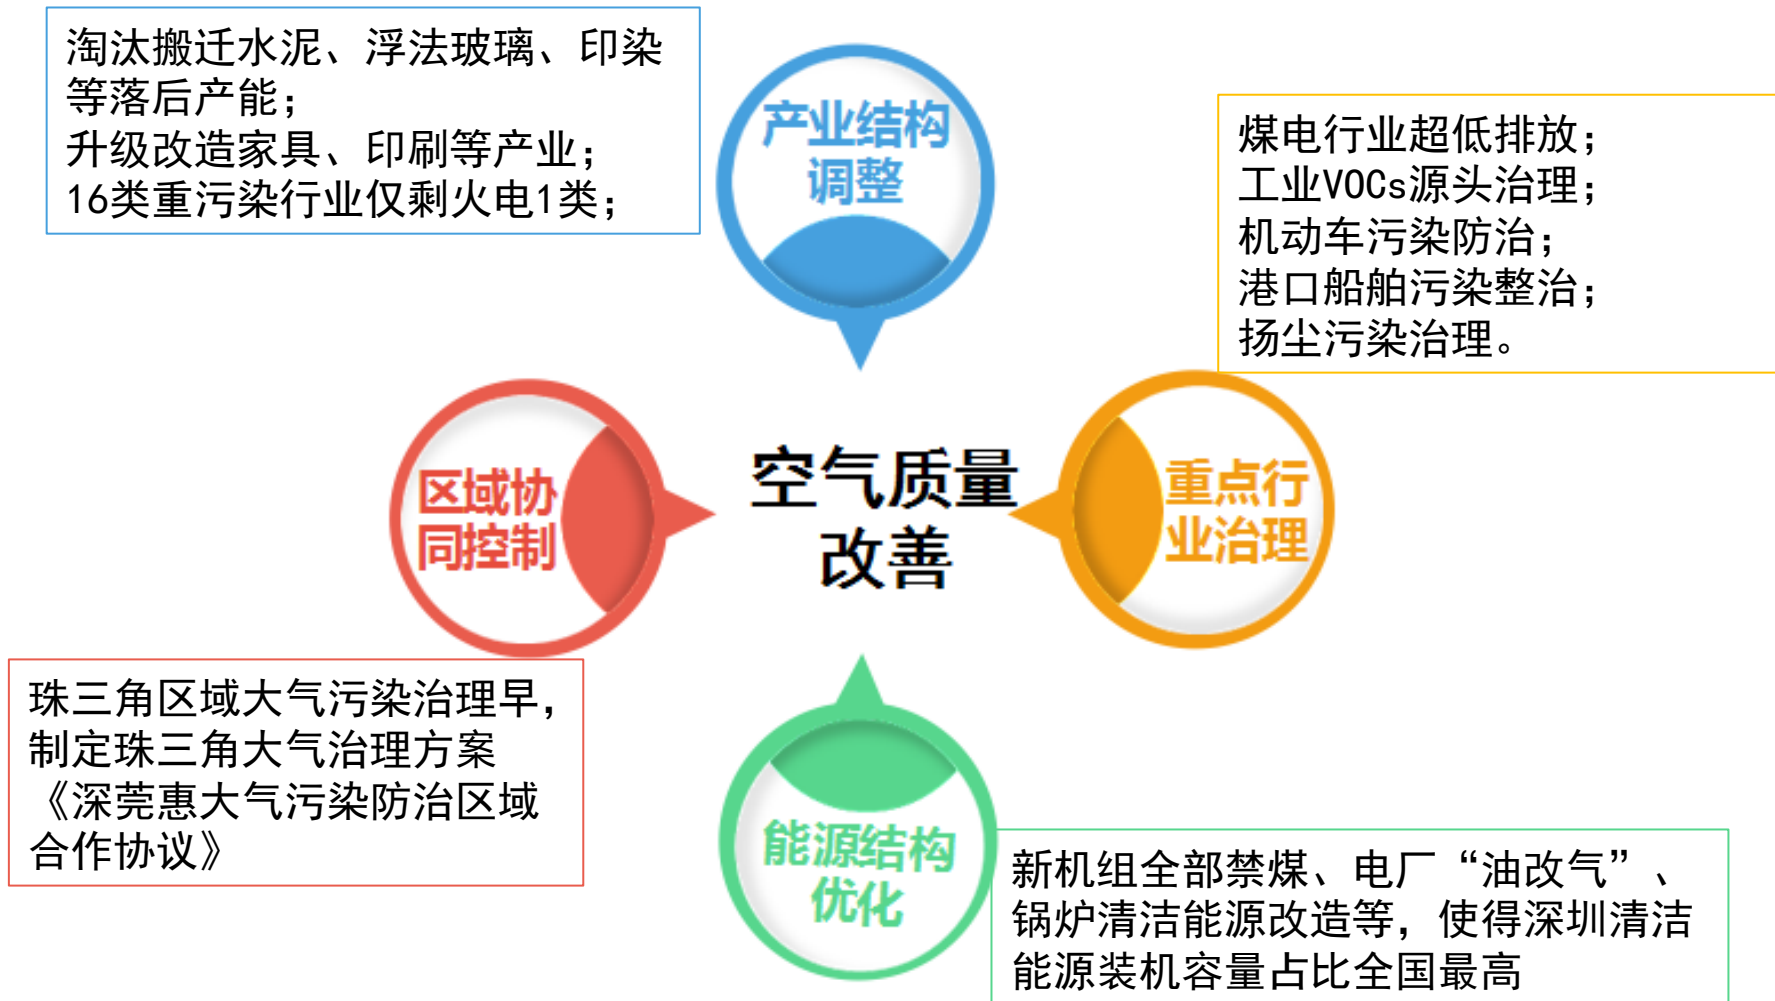 淘汰搬迁水泥、浮法玻璃、印染
等落后产能；
升级改造家具、印刷等产业；
16类重污染行业仅剩火电1类；
产业结构
调整
煤电行业超低排放；
工业VOCs源头治理；
机动车污染防治；
港口船舶污染整治；
扬尘污染治理。
区域协
同控制
空气质量
改善
重点行
业治理
珠三角区域大气污染治理早，
制定珠三角大气治理方案
《深莞惠大气污染防治区域
合作协议》
能源结构
优化
新机组全部禁煤、电厂“油改气”、
锅炉清洁能源改造等，使得深圳清洁
能源装机容量占比全国最高